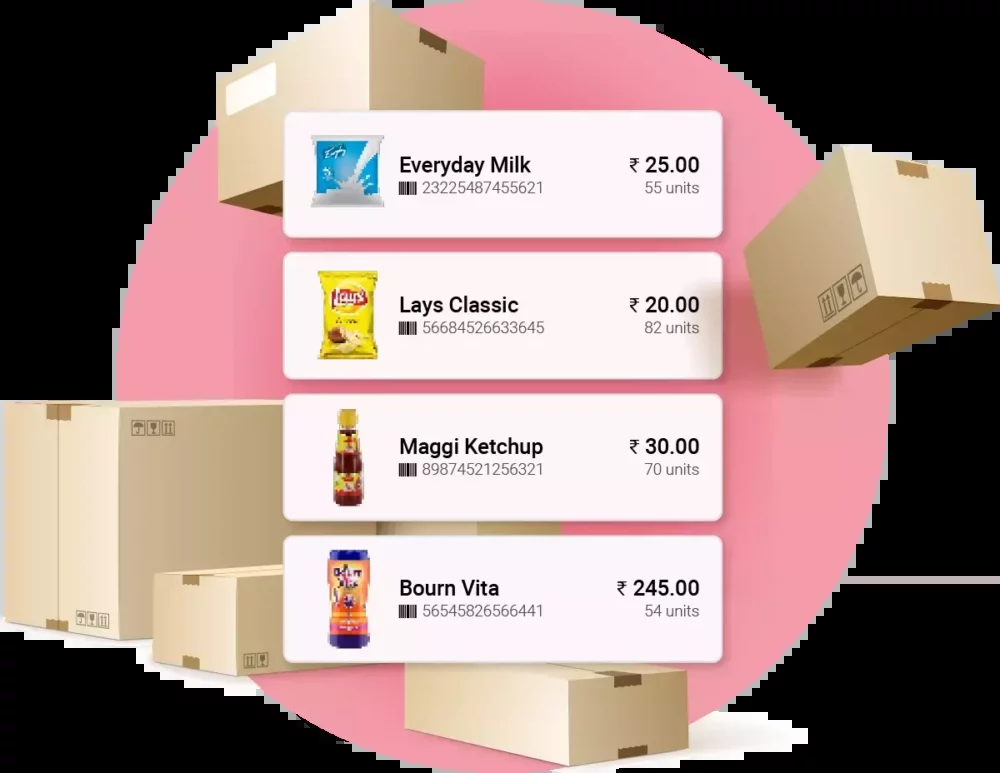 Everyday Milk
₹ 25.00
23225487455621
55 units
Lay's
Lays Classic
₹ 20.00
56684526633645
82 units
Maggi Ketchup
₹ 30.00
89874521256321
70 units
Bourn Vita
₹ 245.00
56545826566441
54 units